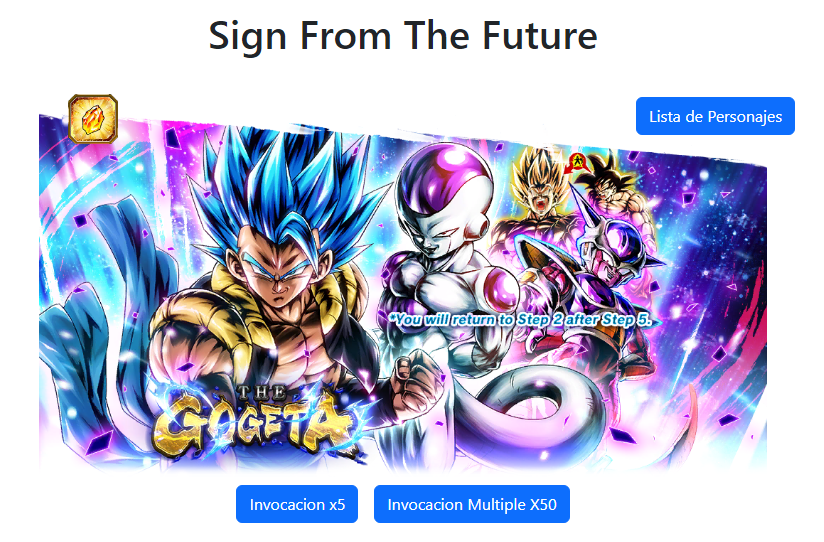 Sign From The Future
Lista de Personajes
*You will return to Step 2 after Step 5.
THE
GOGETA
Invocacion x5
Invocacion Multiple X50